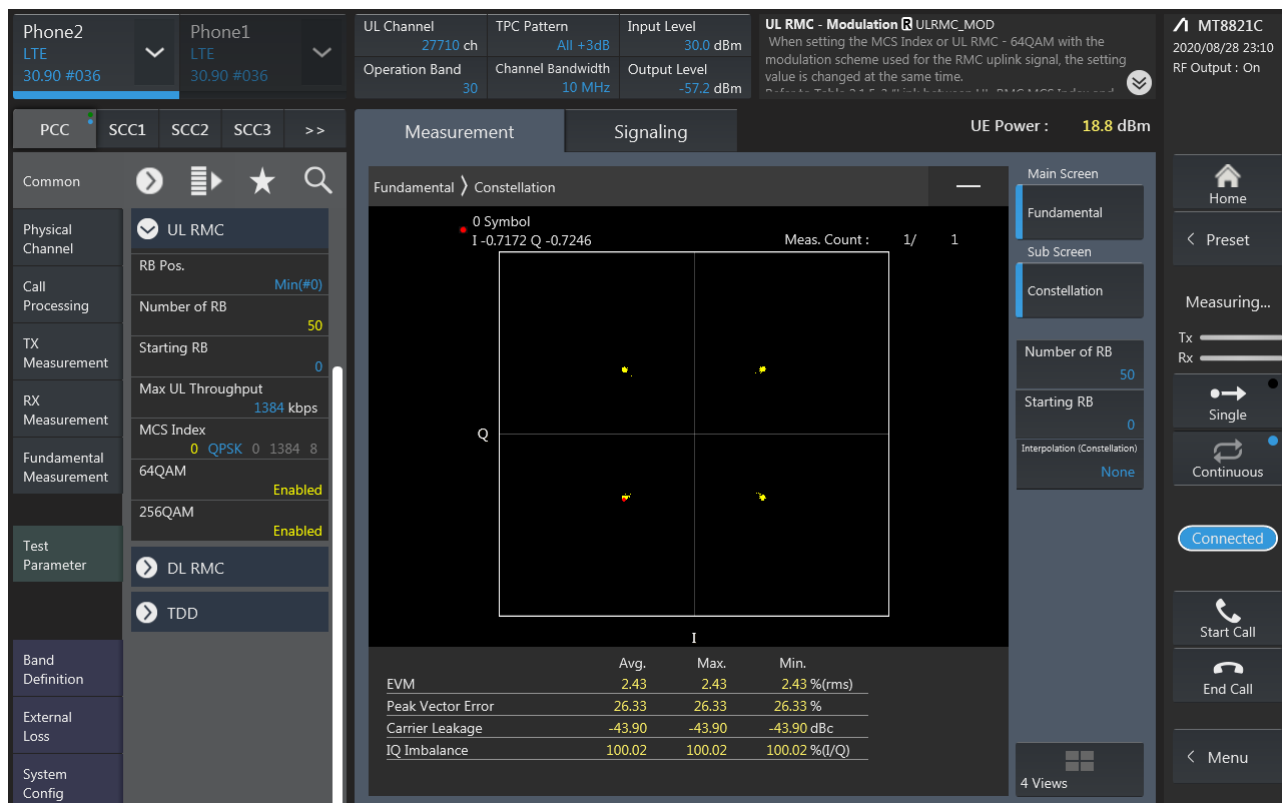 Phone2
LTE
30.90 #036
Phone1
LTE
30.90 #036
UL Channel
27710 ch
Operation Band
30
TPC Pattern
All +3dB
Channel Bandwidth
10 MHz
Input Level
30.0 dBm
Output Level
-57.2 dBm
UL RMC - Modulation R ULRMC_MOD
When setting the MCS Index or UL RMC - 64QAM with the
modulation scheme used for the RMC uplink signal, the setting
value is changed at the same time.
MT8821C
2020/08/28 23:10
RF Output : On
PCC SCC1 SCC2 SCC3 >>
Measurement
Signaling
UE Power : 18.8 dBm
Common
Physical
Channel
Call
Processing
TX
Measurement
RX
Measurement
Fundamental
Measurement
Test
Parameter
Band
Definition
External
Loss
System
Config
UL RMC
RB Pos.
Min(#0)
Number of RB
50
Starting RB
0
Max UL Throughput
1384 kbps
MCS Index
0 QPSK 0 1384 8
64QAM
Enabled
256QAM
Enabled
DL RMC
TDD
Fundamental Constellation
0 Symbol
I -0.7172 Q -0.7246
Meas. Count : 1/ 1
Q
I
Avg. Max. Min.
EVM 2.43 2.43 2.43 %(rms)
Peak Vector Error 26.33 26.33 26.33 %
Carrier Leakage -43.90 -43.90 -43.90 dBc
IQ Imbalance 100.02 100.02 100.02 %(I/Q)
Main Screen
Fundamental
Sub Screen
Constellation
Number of RB
50
Starting RB
0
Interpolation (Constellation)
None
4 Views
Home
< Preset
Measuring...
Tx
Rx
Single
Continuous
Connected
Start Call
End Call
< Menu